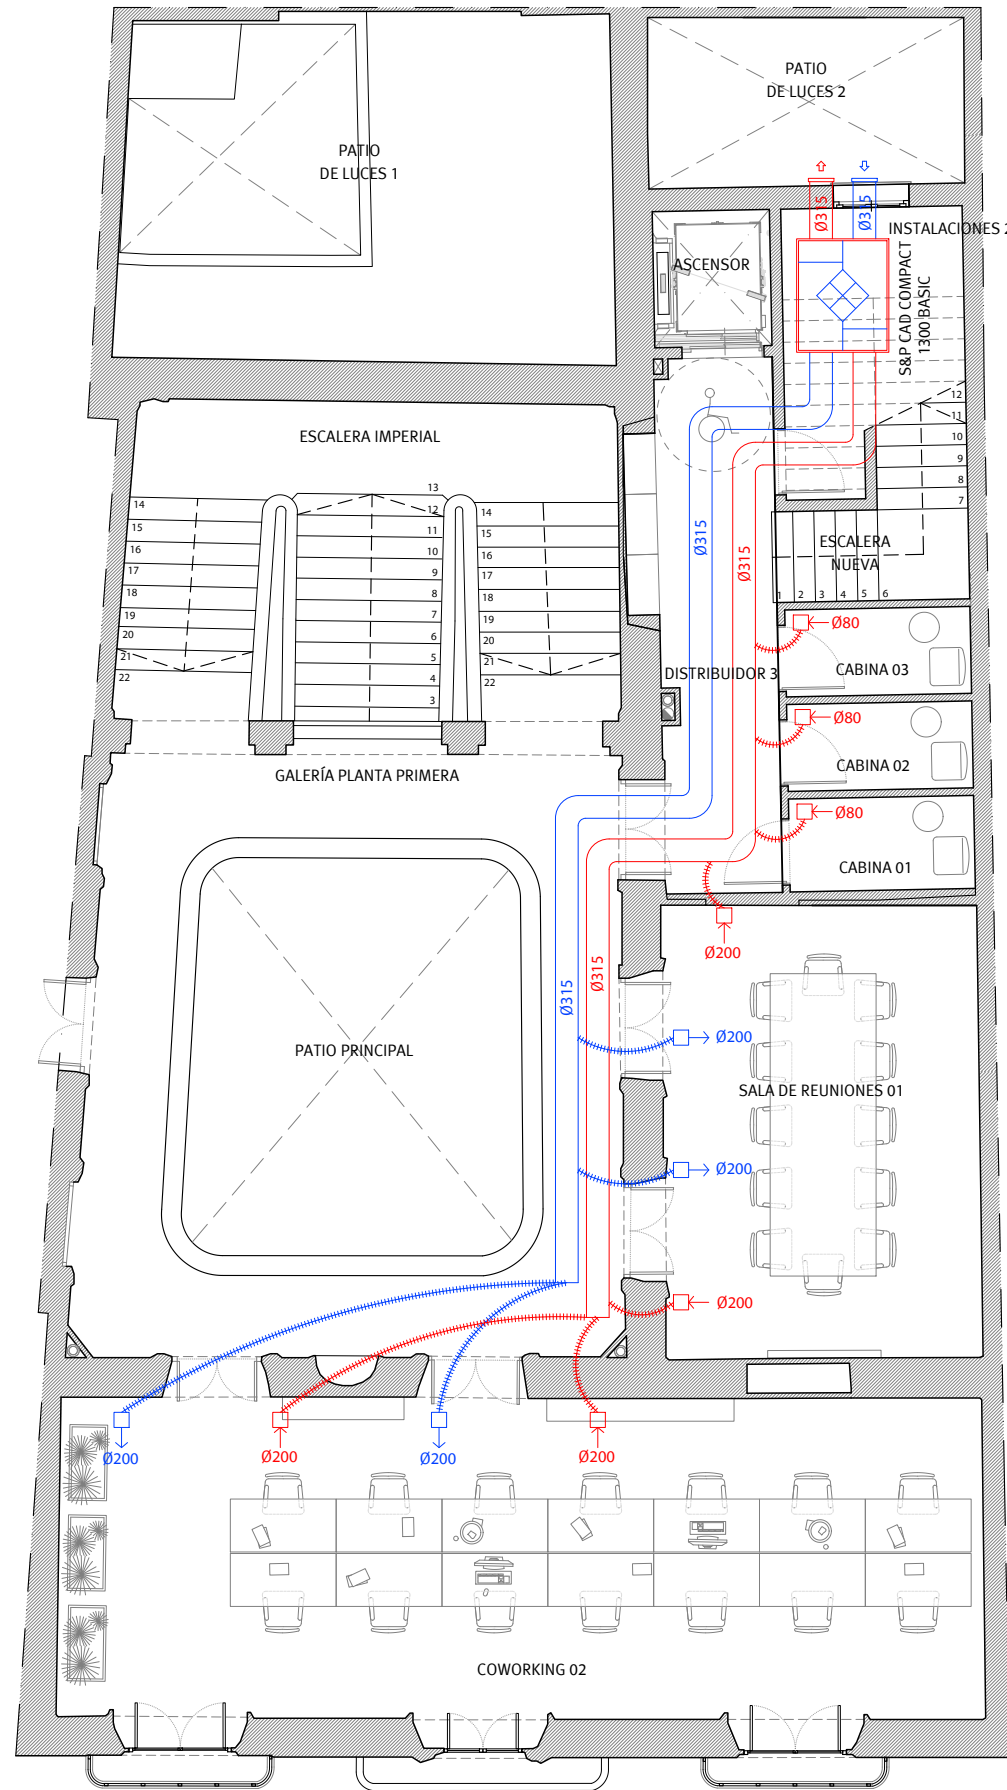 PATIO
DE LUCES 2
PATIO
DE LUCES 1
Ø315
Ø315
INSTALACIONES 2
ASCENSOR
S&P CAD COMPACT
1300 BASIC
ESCALERA IMPERIAL
12
11
10
9
8
7
13
12
11
10
9
8
7
6
5
4
3
14
15
16
17
18
19
20
21
22
14
15
16
17
18
19
20
21
22
Ø315
Ø315
ESCALERA
NUEVA
1
2
3
4
5
6
Ø80
CABINA 03
DISTRIBUIDOR 3
Ø80
CABINA 02
GALERÍA PLANTA PRIMERA
Ø80
CABINA 01
Ø200
Ø315
Ø315
Ø200
PATIO PRINCIPAL
SALA DE REUNIONES 01
Ø200
Ø200
Ø200
Ø200
Ø200
Ø200
COWORKING 02